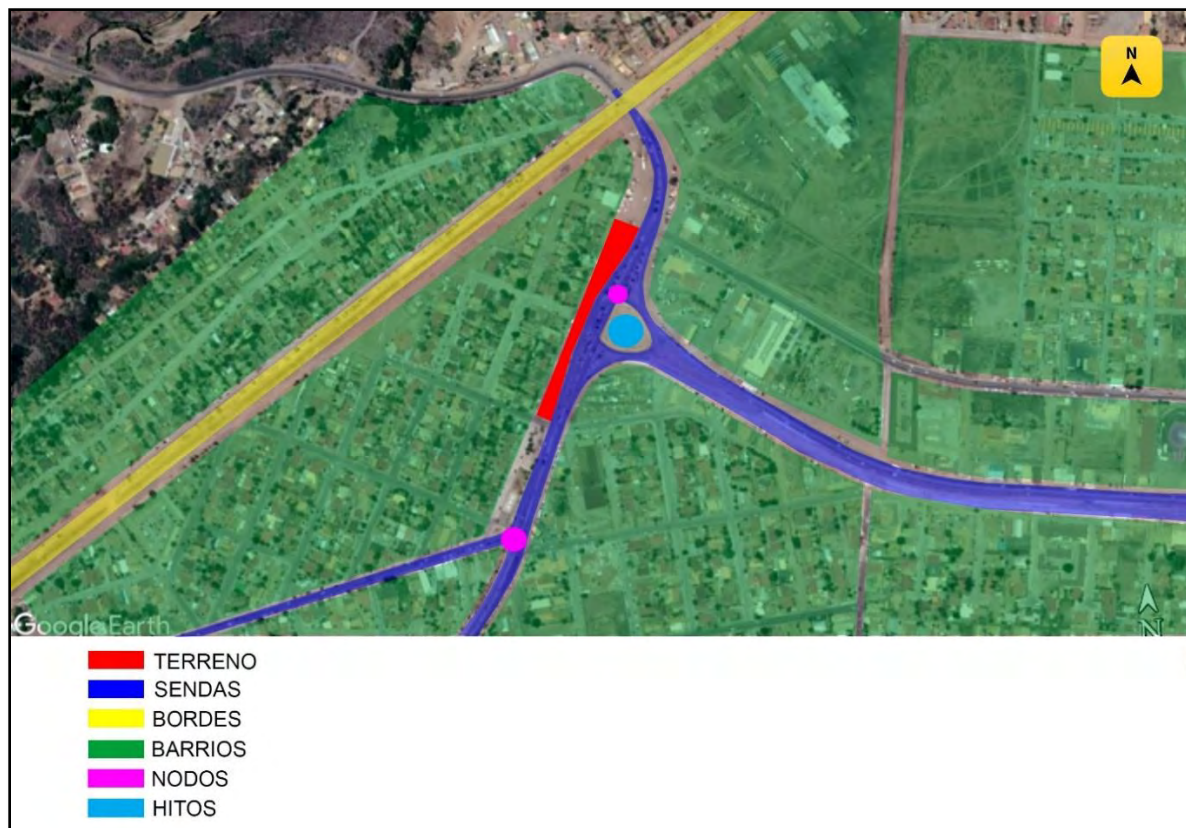 N
N
Google Earth
TERRENO
SENDAS
BORDES
BARRIOS
NODOS
HITOS